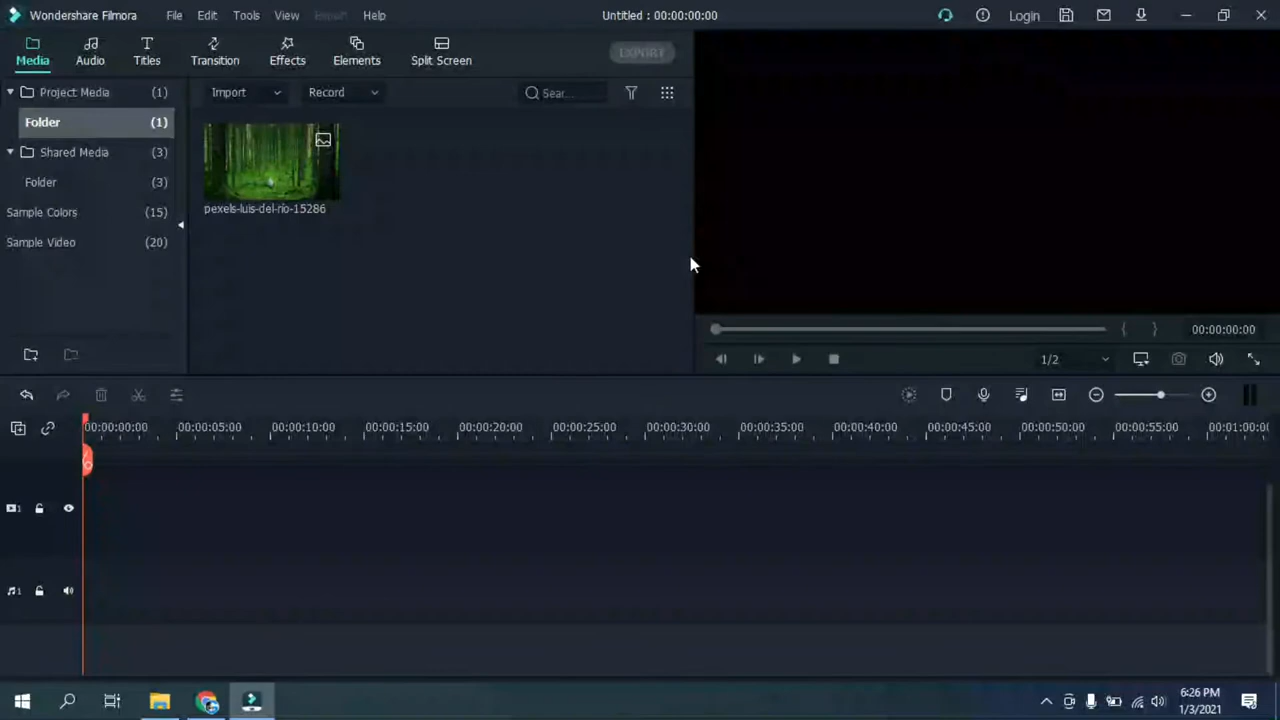 Wondershare Filmora File Edit Tools View Export Help Untitled : 00:00:00:00 Login
Media Audio Titles Transition Effects Elements Split Screen EXPORT
Project Media (1) Import Record Sear...
Folder (1)
Shared Media (3)
Folder (3)
pexels-luis-del-río-15286
Sample Colors (15)
Sample Video (20)
00:00:00:00
1/2
00:00:00:00 00:00:05:00 00:00:10:00 00:00:15:00 00:00:20:00 00:00:25:00 00:00:30:00 00:00:35:00 00:00:40:00 00:00:45:00 00:00:50:00 00:00:55:00 00:01:00:0
1
1
6:26 PM
1/3/2021